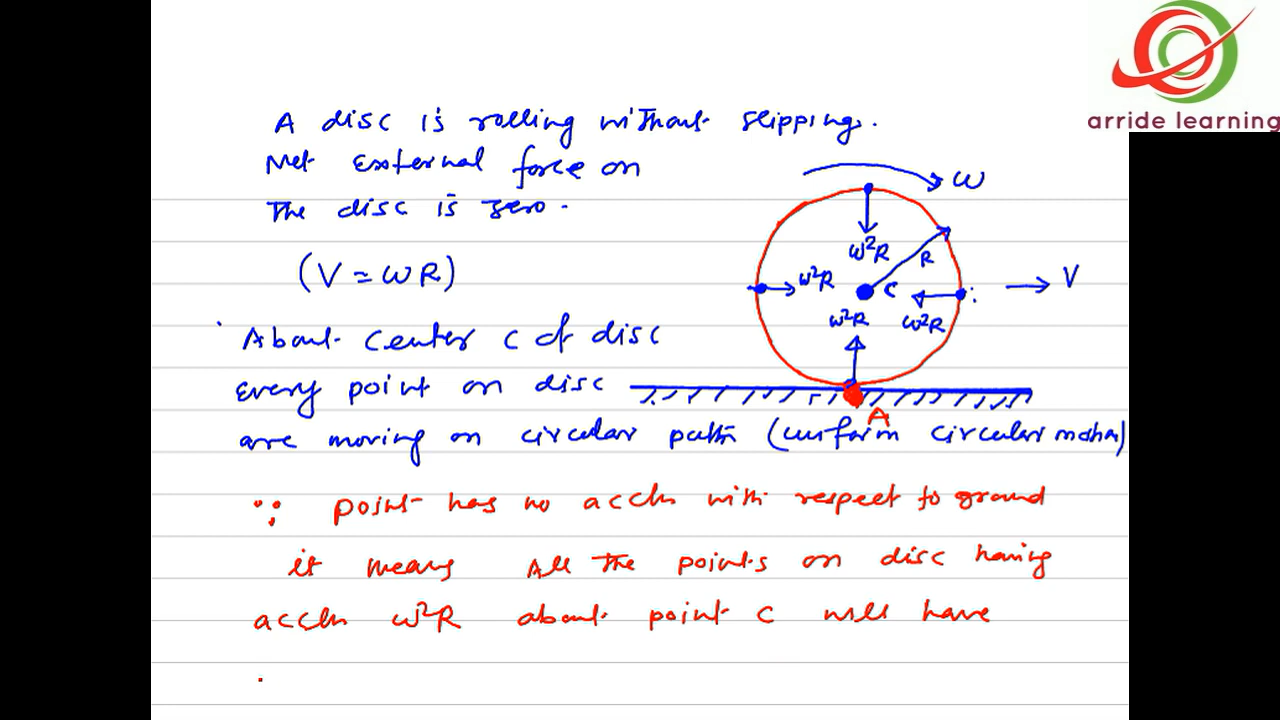 arride learning
A disc is rolling without slipping.
Net External force on
The disc is zero.
(V = ωR)
ω
ω²R
R
ω²R
C
V
ω²R
ω²R
About center C of disc
Every point on disc
A
are moving on circular path (uniform circular motion)
∵ point has no accln with respect to ground
it means All the points on disc having
accln ω²R about point C will have